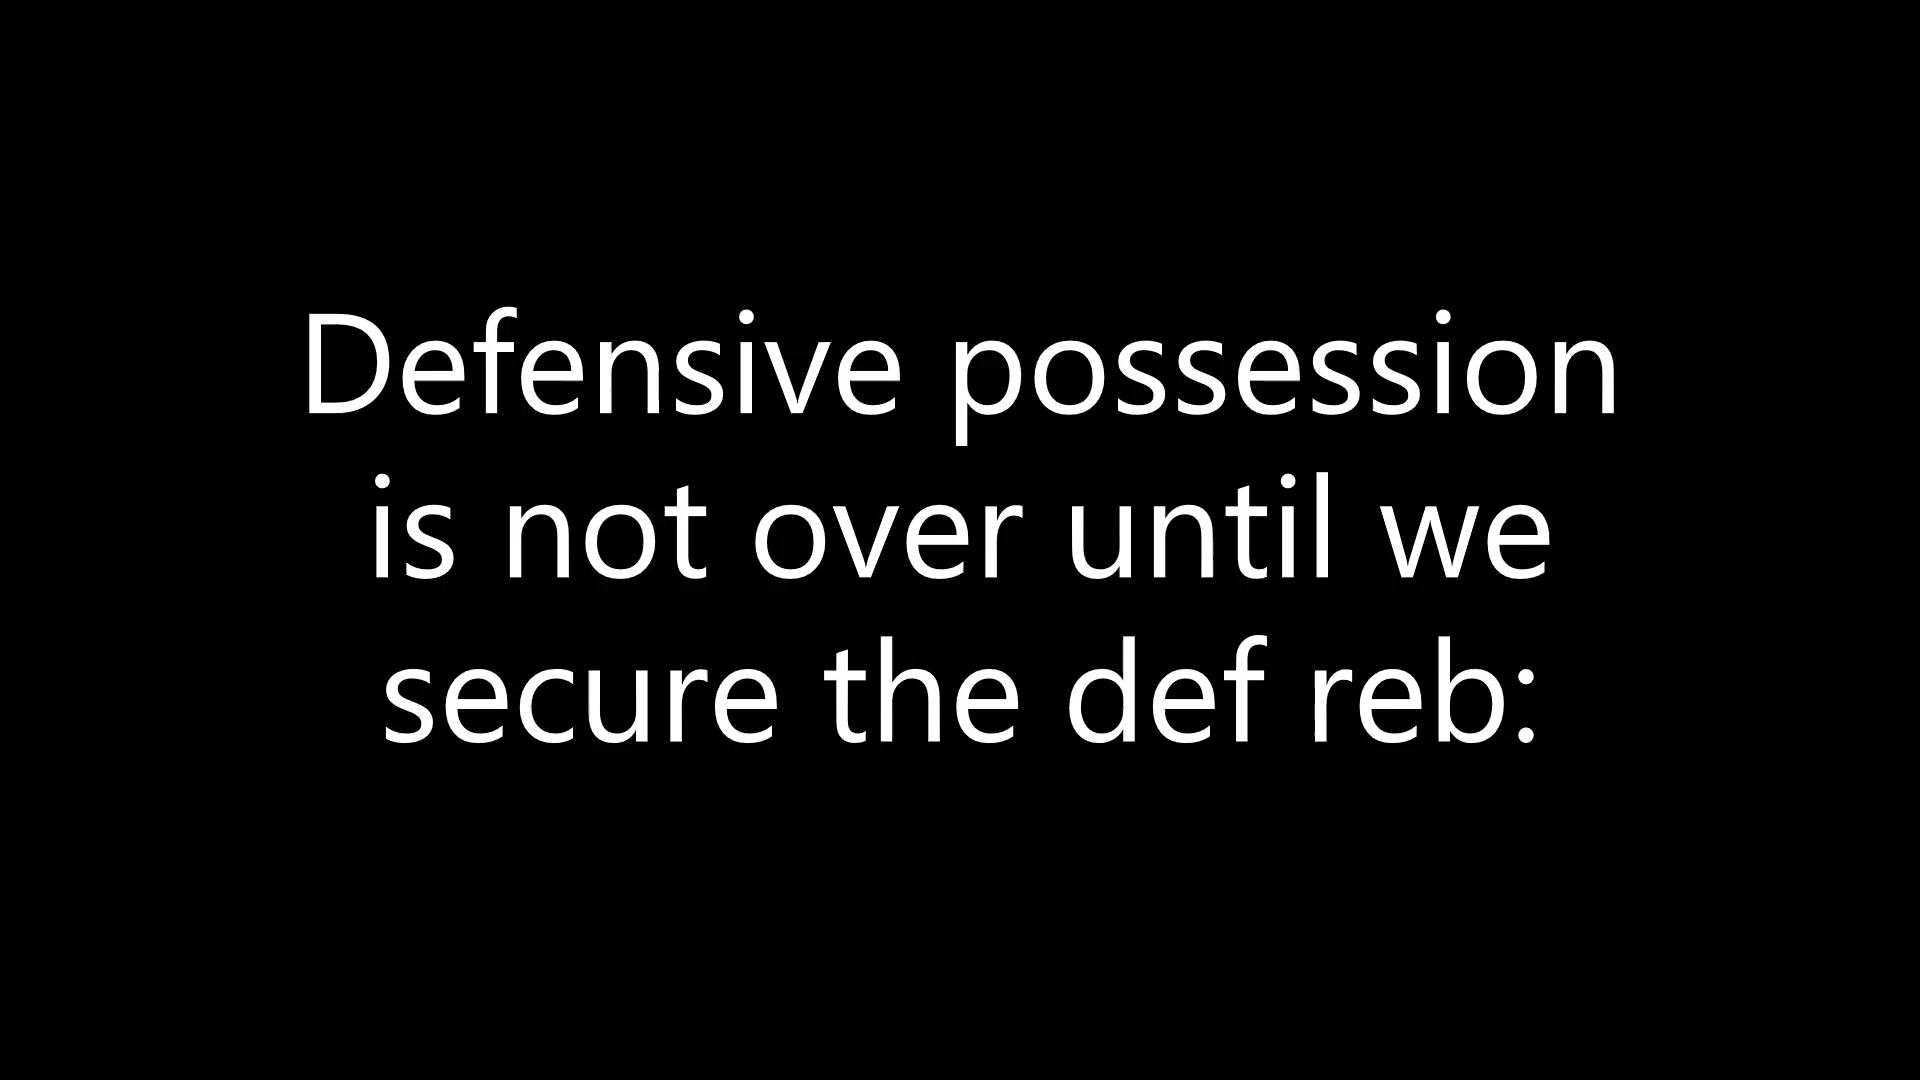 Defensive possession
is not over until we
secure the def reb: